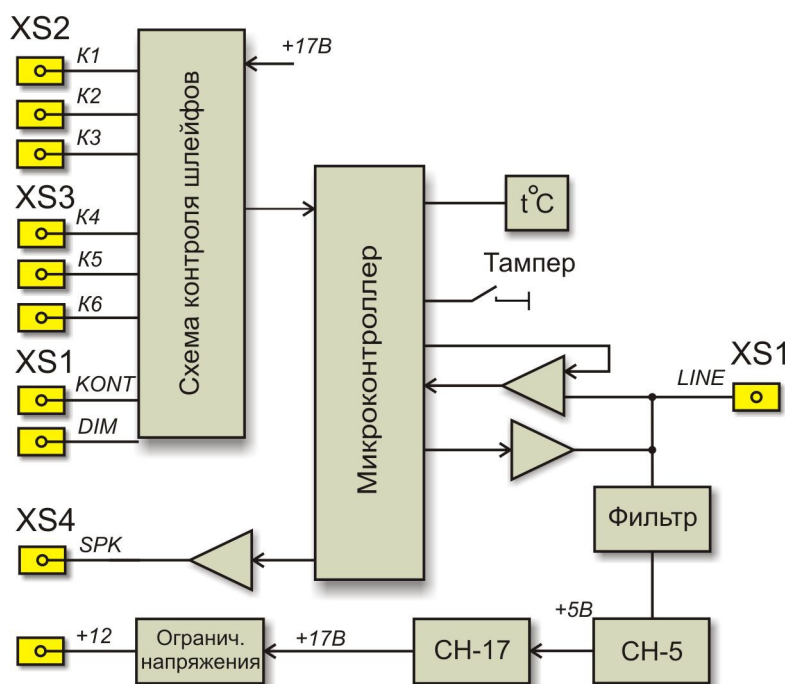 XS2
K1
+17В
K2
K3
Схема контроля шлейфов
XS3
K4
K5
K6
Микроконтроллер
t°C
Тампер
XS1
KONT
DIM
LINE
XS1
XS4
SPK
Фильтр
+12
Огранич.
напряжения
+17В
СН-17
+5В
СН-5